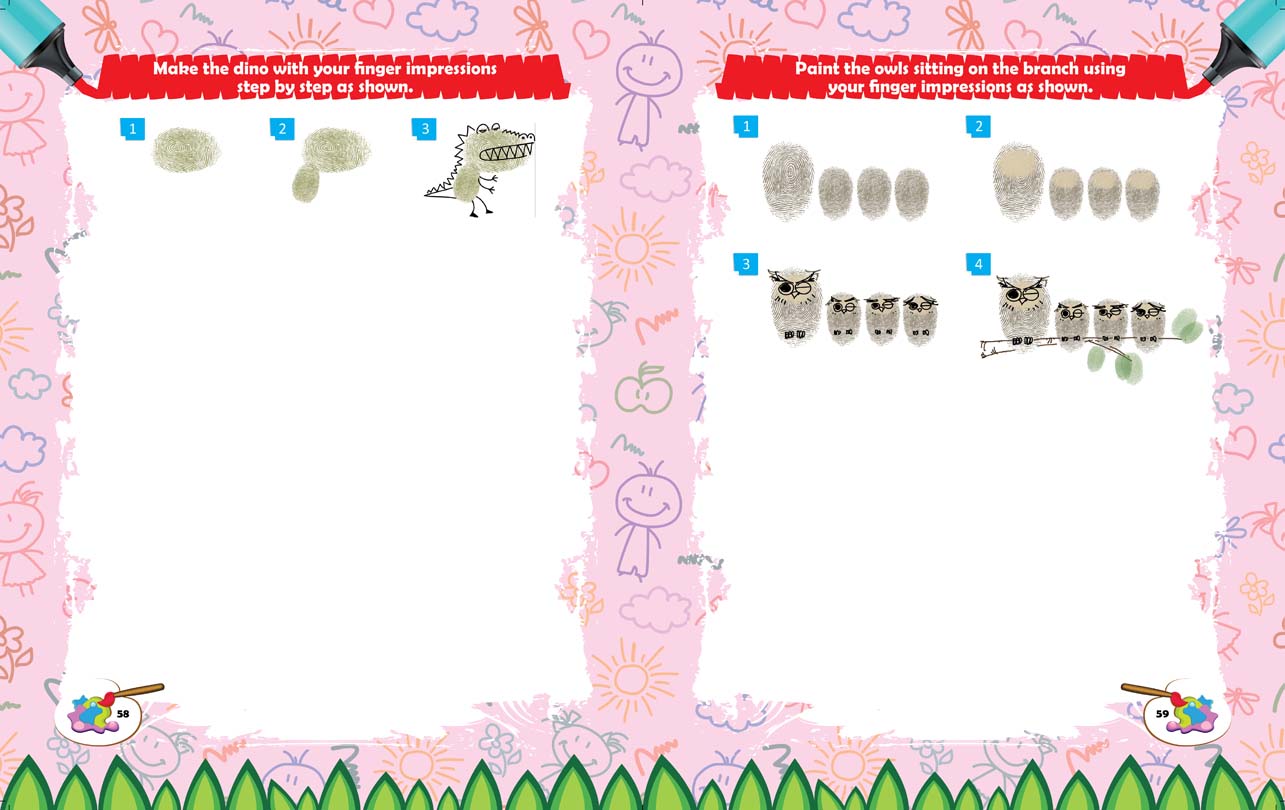 Make the dino with your finger impressions
step by step as shown.
1
2
3
58
Paint the owls sitting on the branch using
your finger impressions as shown.
1
2
3
4
59